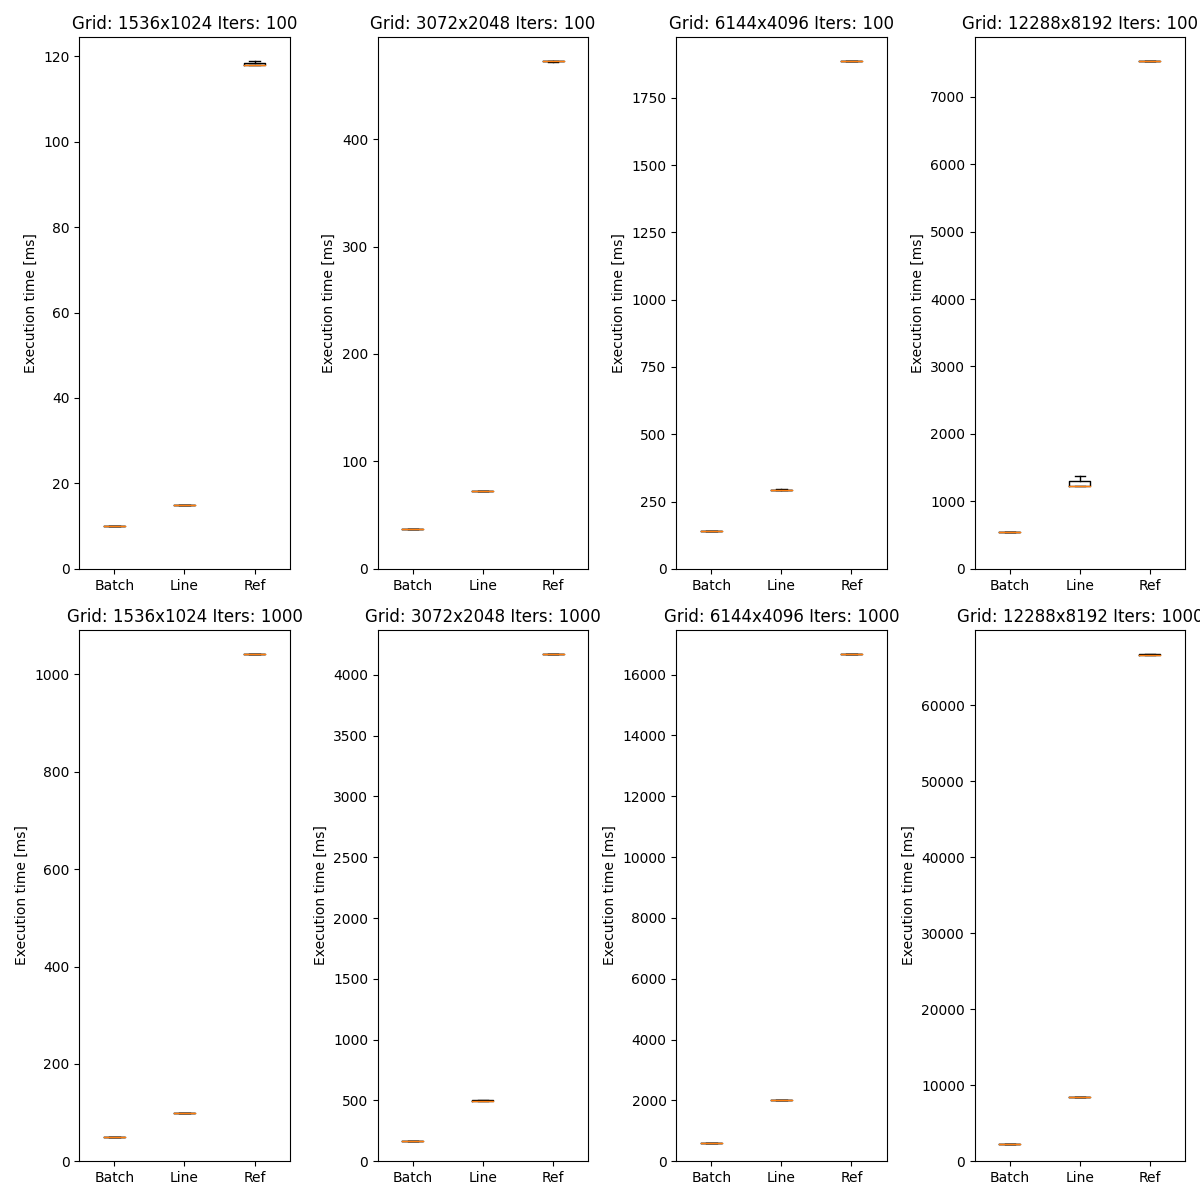 Grid: 1536x1024 Iters: 100
120
100
80
60
40
20
0
Execution time [ms]
Batch Line Ref
Grid: 3072x2048 Iters: 100
400
300
200
100
0
Execution time [ms]
Batch Line Ref
Grid: 6144x4096 Iters: 100
1750
1500
1250
1000
750
500
250
0
Execution time [ms]
Batch Line Ref
Grid: 12288x8192 Iters: 100
7000
6000
5000
4000
3000
2000
1000
0
Execution time [ms]
Batch Line Ref
Grid: 1536x1024 Iters: 1000
1000
800
600
400
200
0
Execution time [ms]
Batch Line Ref
Grid: 3072x2048 Iters: 1000
4000
3500
3000
2500
2000
1500
1000
500
0
Execution time [ms]
Batch Line Ref
Grid: 6144x4096 Iters: 1000
16000
14000
12000
10000
8000
6000
4000
2000
0
Execution time [ms]
Batch Line Ref
Grid: 12288x8192 Iters: 1000
60000
50000
40000
30000
20000
10000
0
Execution time [ms]
Batch Line Ref